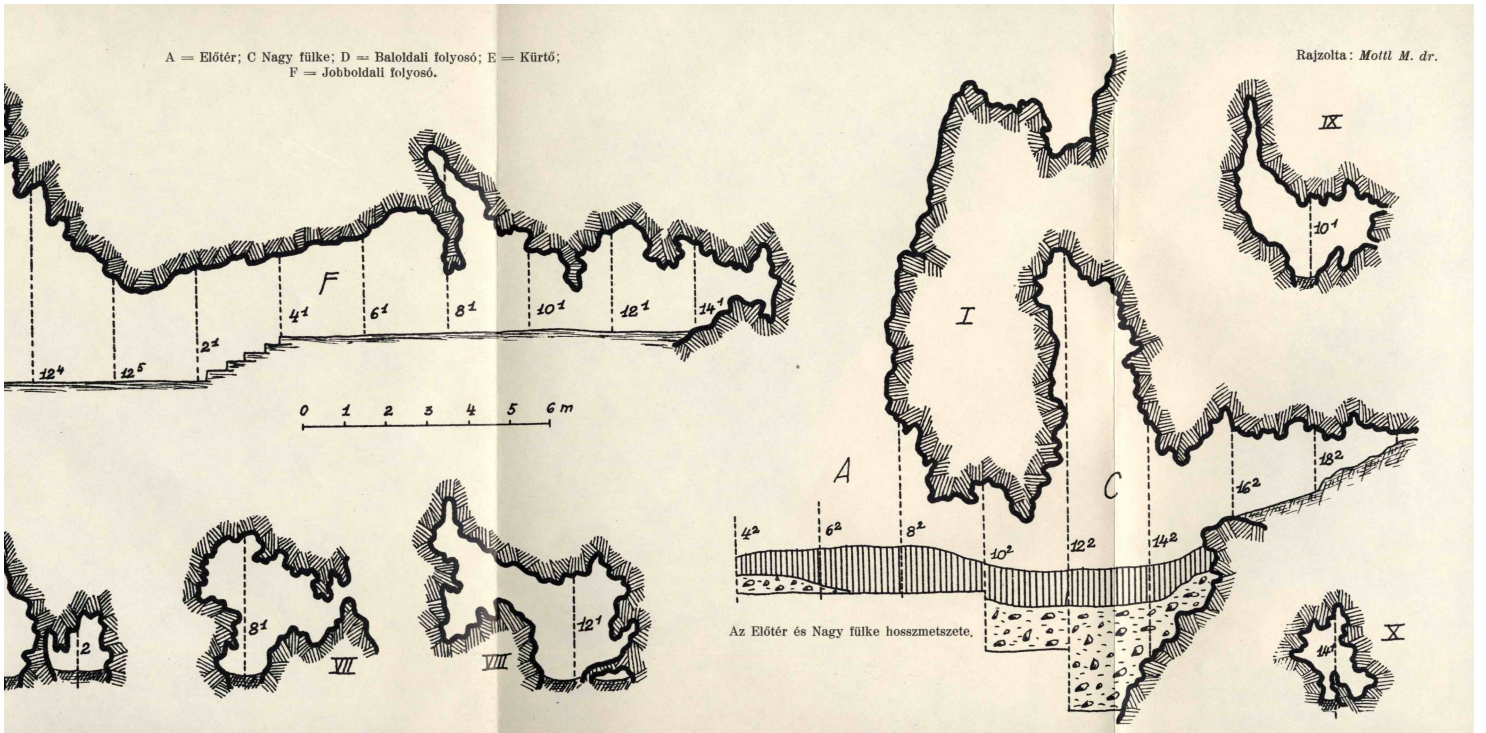 A = Előtér; C Nagy fülke; D = Baloldali folyosó; E = Kürtő;
F = Jobboldali folyosó.
Rajzolta: Mottl M. dr.
IX
10¹
I
F
4¹
6¹
8¹
10¹
12¹
14¹
2¹
12⁴
12⁵
0 1 2 3 4 5 6 m
A
C
18²
16²
4²
6²
8²
10²
12²
14²
Az Előtér és Nagy fülke hosszmetszete.
2
8¹
VII
12¹
VIII
14¹
X